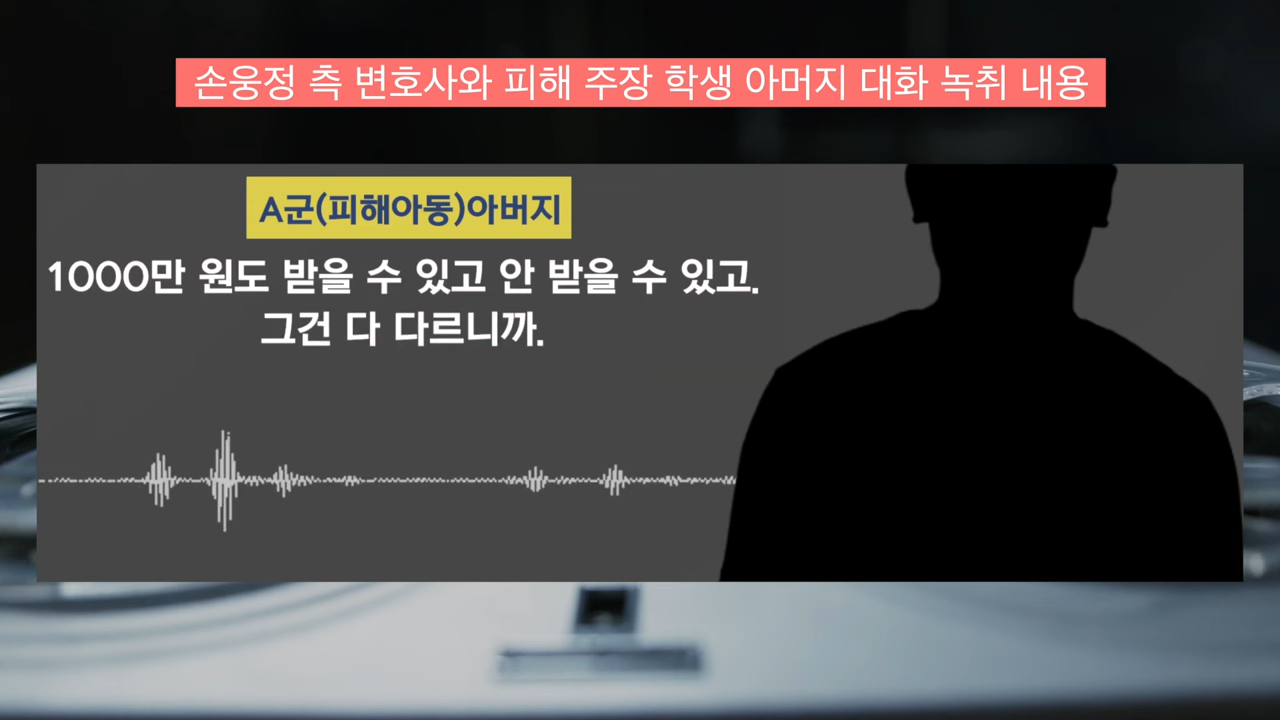 손웅정 측 변호사와 피해 주장 학생 아머지 대화 녹취 내용
A군(피해아동)아버지
1000만 원도 받을 수 있고 안 받을 수 있고.
그건 다 다르니까.